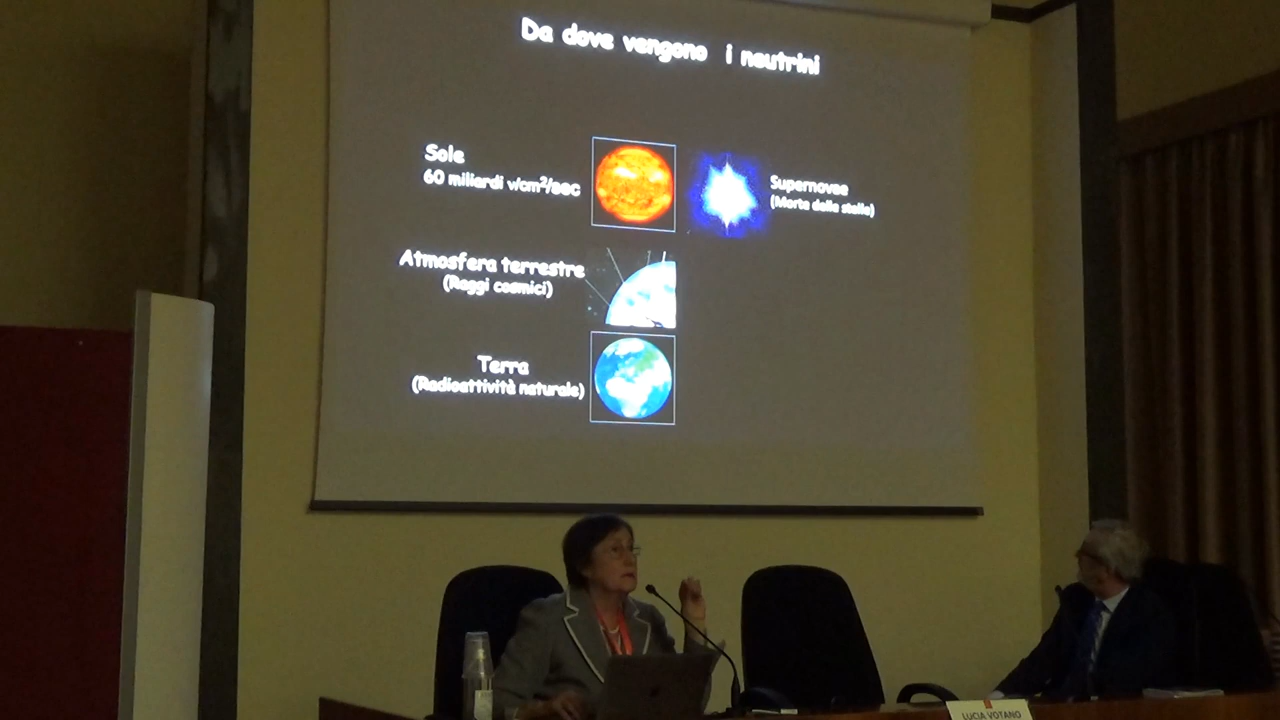 Da dove vengono i neutrini
Sole
60 miliardi ν/cm²/sec
Supernovae
(Morte delle stelle)
Atmosfera terrestre
(Raggi cosmici)
Terra
(Radioattività naturale)
LUCIA VOTANO